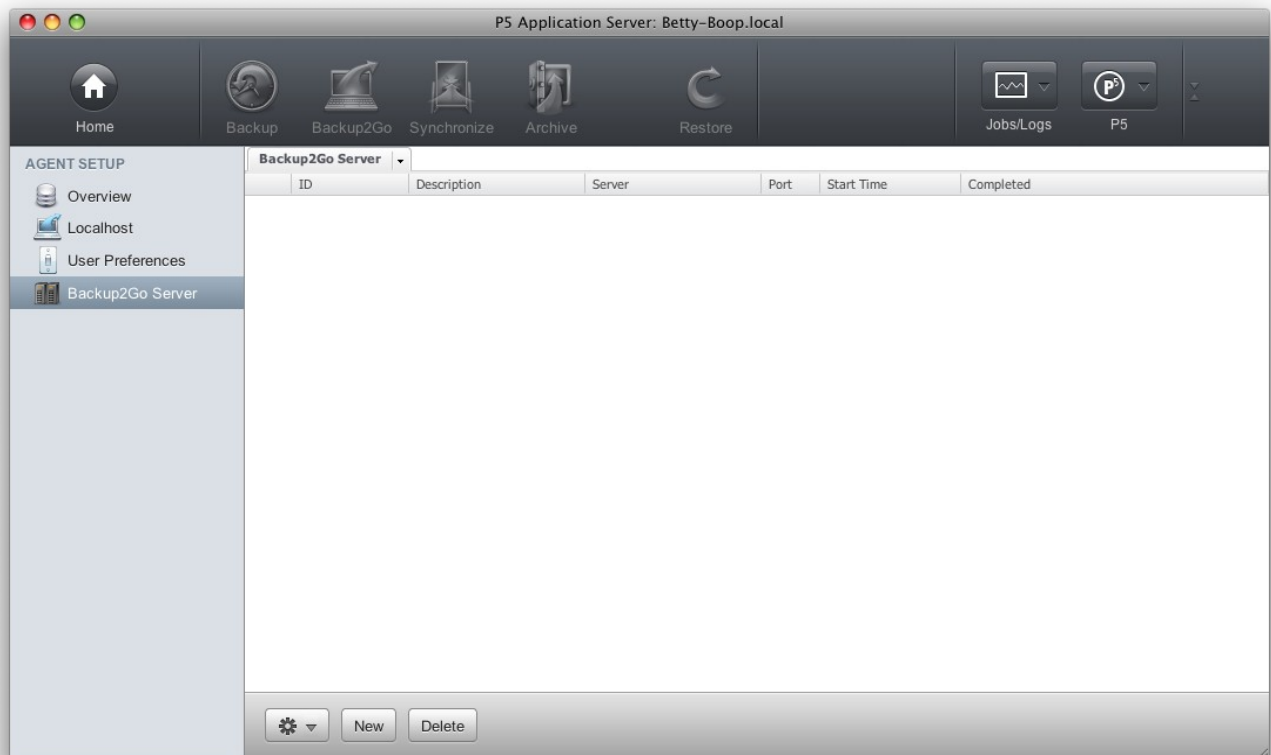 P5 Application Server: Betty-Boop.local
Home
Backup
Backup2Go
Synchronize
Archive
Restore
Jobs/Logs
P5
P5
AGENT SETUP
Overview
Localhost
User Preferences
Backup2Go Server
Backup2Go Server
ID Description Server Port Start Time Completed
New
Delete